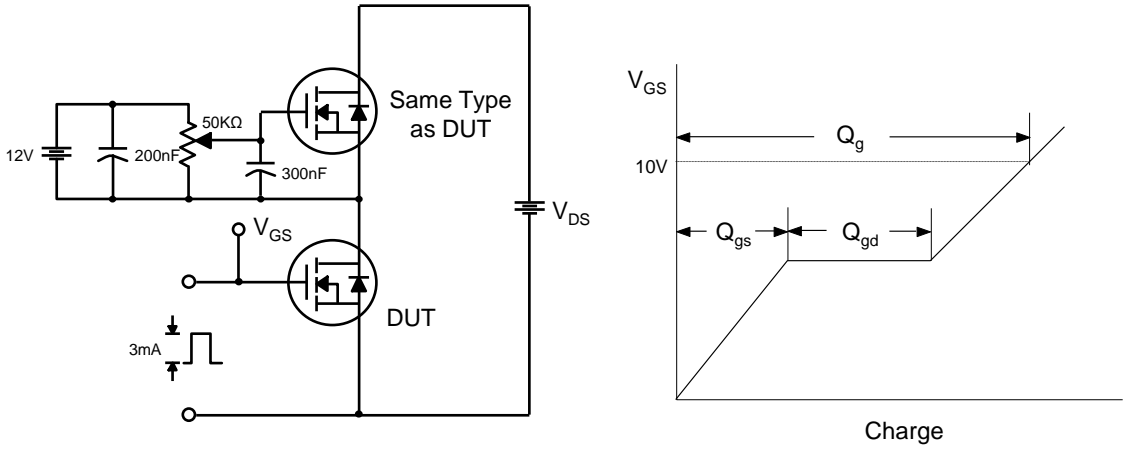 Same Type
as DUT
50KΩ
12V
200nF
300nF
V_GS
V_DS
DUT
3mA
V_GS
Q_g
10V
Q_gs
Q_gd
Charge